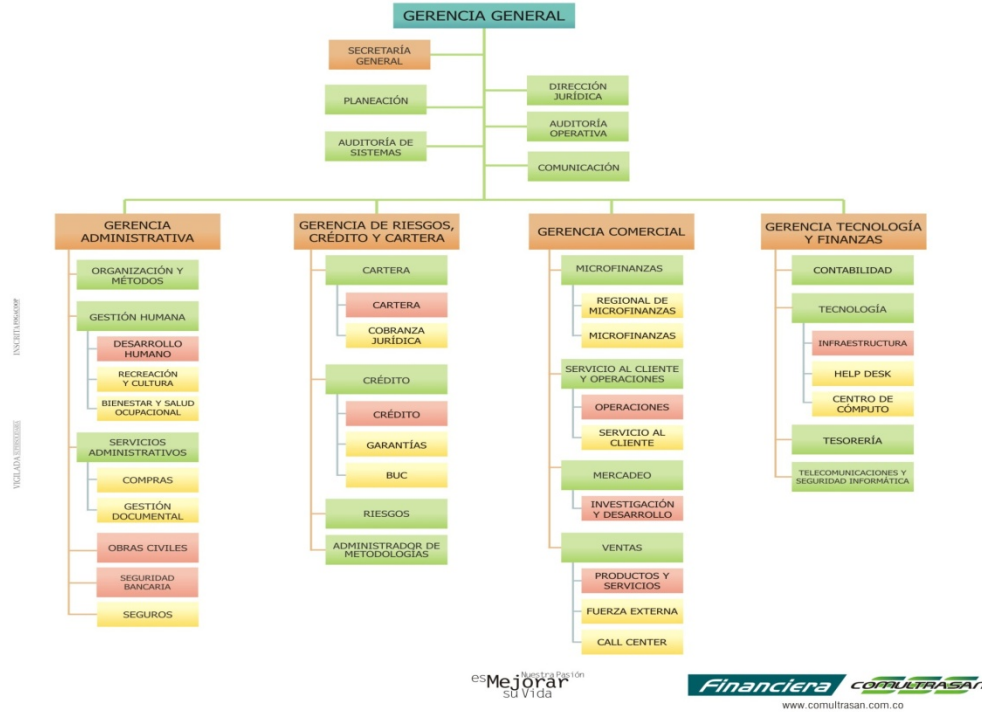 GERENCIA GENERAL
SECRETARÍA
GENERAL
PLANEACIÓN
DIRECCIÓN
JURÍDICA
AUDITORÍA
OPERATIVA
AUDITORÍA DE
SISTEMAS
COMUNICACIÓN
GERENCIA
ADMINISTRATIVA
ORGANIZACIÓN Y
MÉTODOS
GESTIÓN HUMANA
DESARROLLO
HUMANO
RECREACIÓN
Y CULTURA
BIENESTAR Y SALUD
OCUPACIONAL
SERVICIOS
ADMINISTRATIVOS
COMPRAS
GESTIÓN
DOCUMENTAL
OBRAS CIVILES
SEGURIDAD
BANCARIA
SEGUROS
GERENCIA DE RIESGOS,
CRÉDITO Y CARTERA
CARTERA
CARTERA
COBRANZA
JURÍDICA
CRÉDITO
CRÉDITO
GARANTÍAS
BUC
RIESGOS
ADMINISTRADOR DE
METODOLOGÍAS
GERENCIA COMERCIAL
MICROFINANZAS
REGIONAL DE
MICROFINANZAS
MICROFINANZAS
SERVICIO AL CLIENTE
Y OPERACIONES
OPERACIONES
SERVICIO AL
CLIENTE
MERCADEO
INVESTIGACIÓN
Y DESARROLLO
VENTAS
PRODUCTOS Y
SERVICIOS
FUERZA EXTERNA
CALL CENTER
GERENCIA TECNOLOGÍA
Y FINANZAS
CONTABILIDAD
TECNOLOGÍA
INFRAESTRUCTURA
HELP DESK
CENTRO DE
CÓMPUTO
TESORERÍA
TELECOMUNICACIONES Y
SEGURIDAD INFORMÁTICA
VIGILADA
Nuestra Pasión
es Mejorar
su Vida
Financiera COMULTRASAN
www.comultrasan.com.co